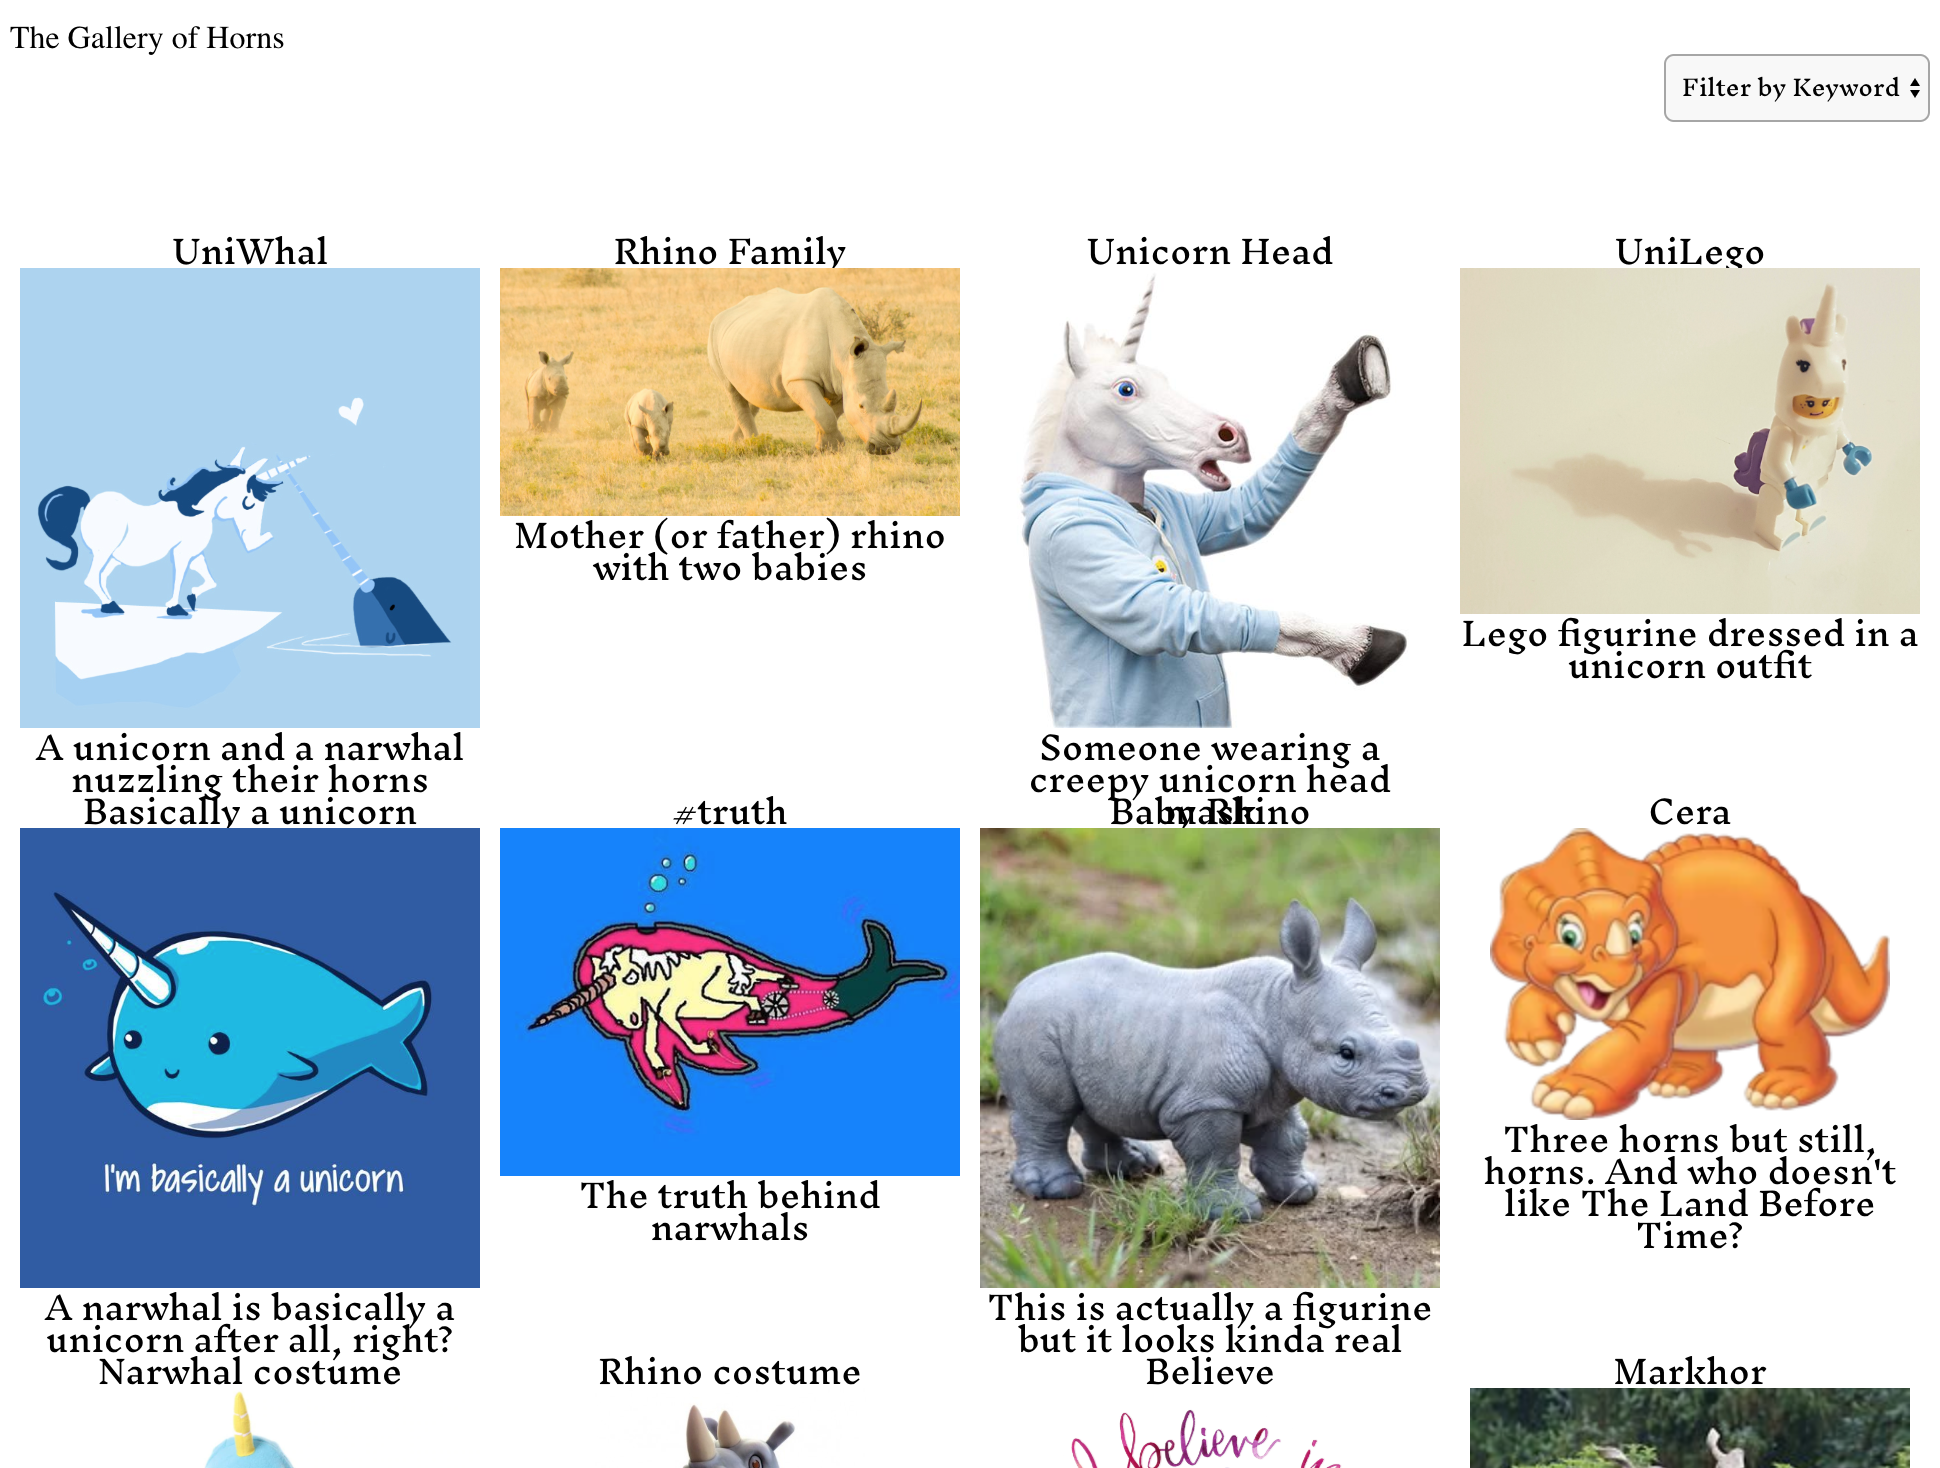 The Gallery of Horns
Filter by Keyword
UniWhal
Rhino Family
Unicorn Head
UniLego
Mother (or father) rhino
with two babies
Lego figurine dressed in a
unicorn outfit
A unicorn and a narwhal
nuzzling their horns
Someone wearing a
creepy unicorn head
mask
Basically a unicorn
#truth
Baby Rhino
Cera
I'm basically a unicorn
The truth behind
narwhals
Three horns but still,
horns. And who doesn't
like The Land Before
Time?
A narwhal is basically a
unicorn after all, right?
This is actually a figurine
but it looks kinda real
Narwhal costume
Rhino costume
Believe
Markhor
believe